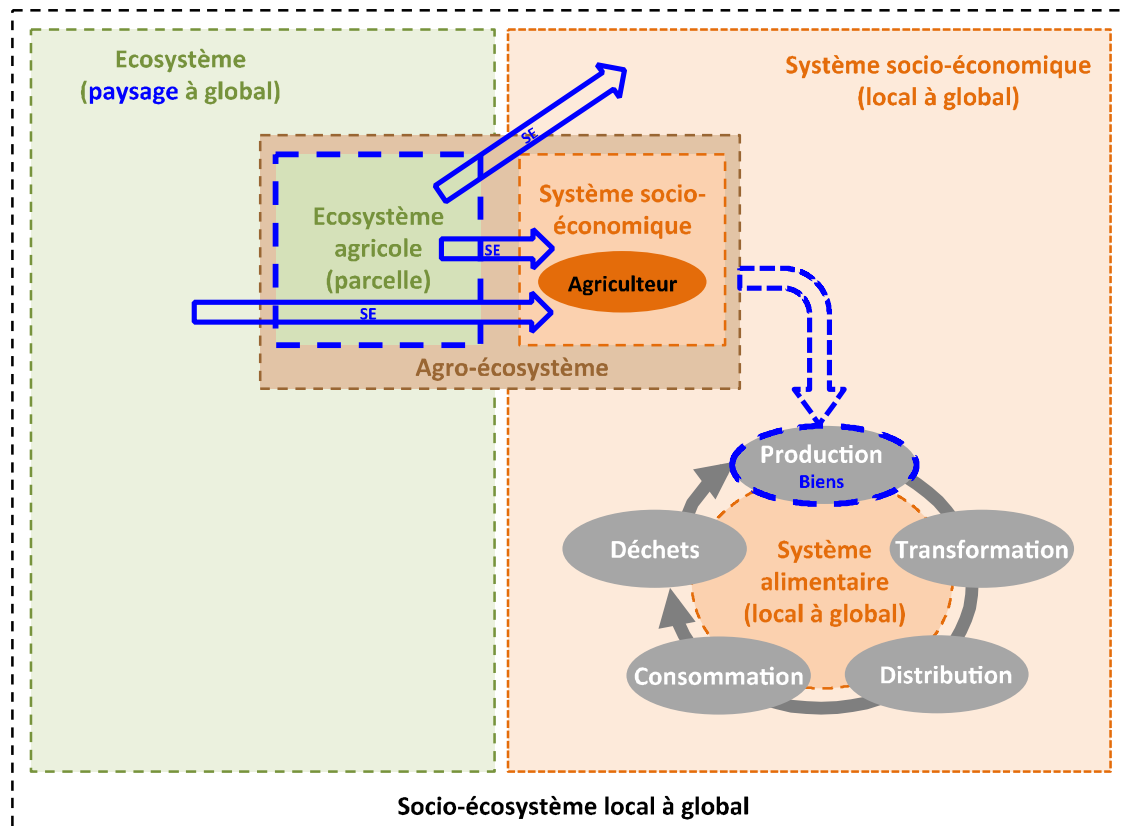 Ecosystème
(paysage à global)
Système socio-économique
(local à global)
SE
Ecosystème
agricole
(parcelle)
Système socio-
économique
SE
Agriculteur
SE
Agro-écosystème
Production
Biens
Déchets
Transformation
Système
alimentaire
(local à global)
Consommation
Distribution
Socio-écosystème local à global